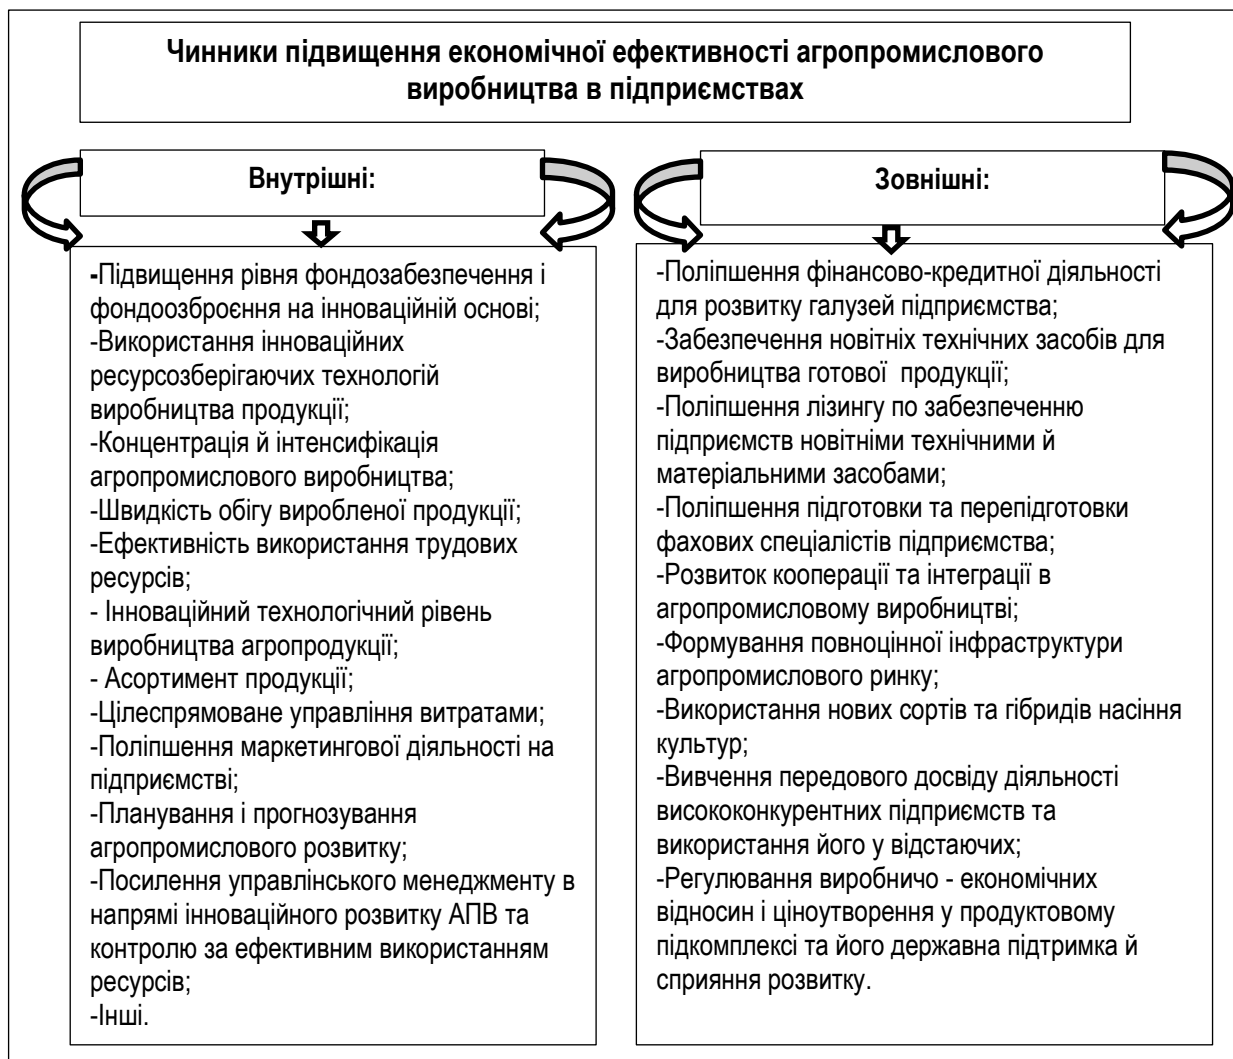 Чинники підвищення економічної ефективності агропромислового
виробництва в підприємствах
Внутрішні:
-Підвищення рівня фондозабезпечення і
фондоозброєння на інноваційній основі;
-Використання інноваційних
ресурсозберігаючих технологій
виробництва продукції;
-Концентрація й інтенсифікація
агропромислового виробництва;
-Швидкість обігу виробленої продукції;
-Ефективність використання трудових
ресурсів;
- Інноваційний технологічний рівень
виробництва агропродукції;
- Асортимент продукції;
-Цілеспрямоване управління витратами;
-Поліпшення маркетингової діяльності на
підприємстві;
-Планування і прогнозування
агропромислового розвитку;
-Посилення управлінського менеджменту в
напрямі інноваційного розвитку АПВ та
контролю за ефективним використанням
ресурсів;
-Інші.
Зовнішні:
-Поліпшення фінансово-кредитної діяльності
для розвитку галузей підприємства;
-Забезпечення новітніх технічних засобів для
виробництва готової  продукції;
-Поліпшення лізингу по забезпеченню
підприємств новітніми технічними й
матеріальними засобами;
-Поліпшення підготовки та перепідготовки
фахових спеціалістів підприємства;
-Розвиток кооперації та інтеграції в
агропромисловому виробництві;
-Формування повноцінної інфраструктури
агропромислового ринку;
-Використання нових сортів та гібридів насіння
культур;
-Вивчення передового досвіду діяльності
висококонкурентних підприємств та
використання його у відстаючих;
-Регулювання виробничо - економічних
відносин і ціноутворення у продуктовому
підкомплексі та його державна підтримка й
сприяння розвитку.